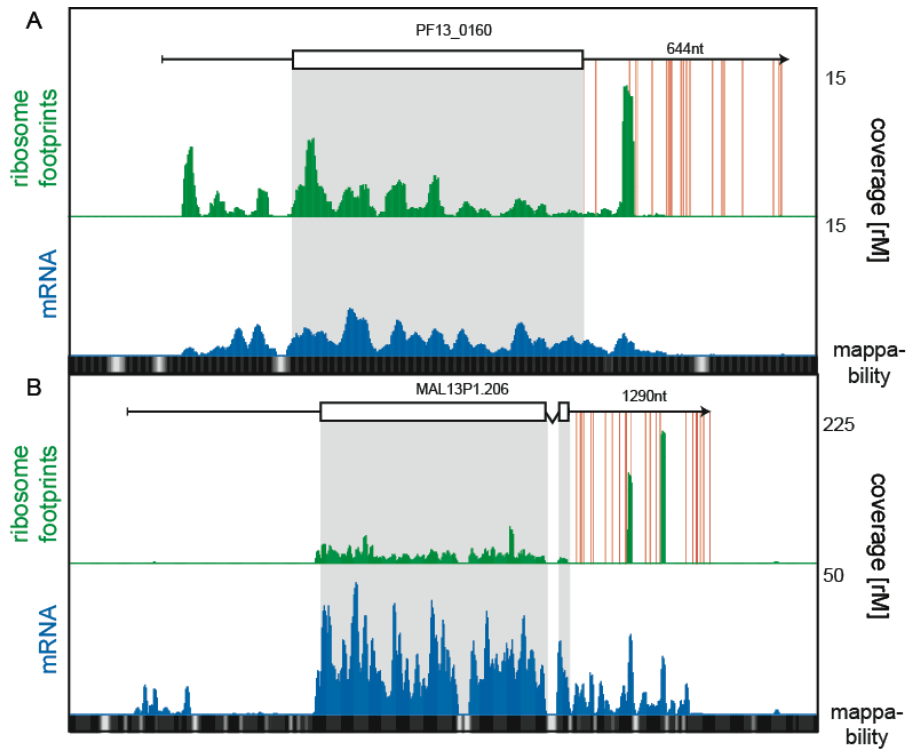 A
PF13_0160
644nt
ribosome
footprints
15
15
coverage [rM]
mRNA
mappa-
bility
B
MAL13P1.206
1290nt
ribosome
footprints
225
50
coverage [rM]
mRNA
mappa-
bility